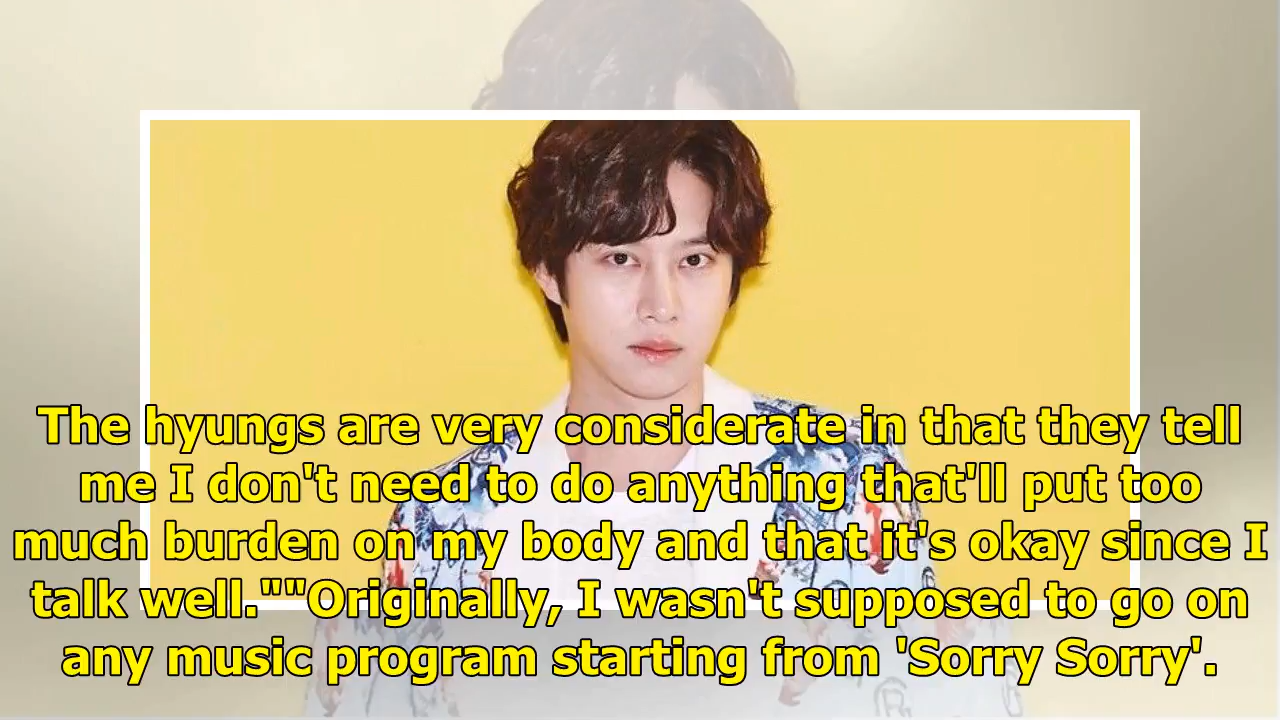 The hyungs are very considerate in that they tell
me I don't need to do anything that'll put too
much burden on my body and that it's okay since I
talk well.""Originally, I wasn't supposed to go on
any music program starting from 'Sorry Sorry'.